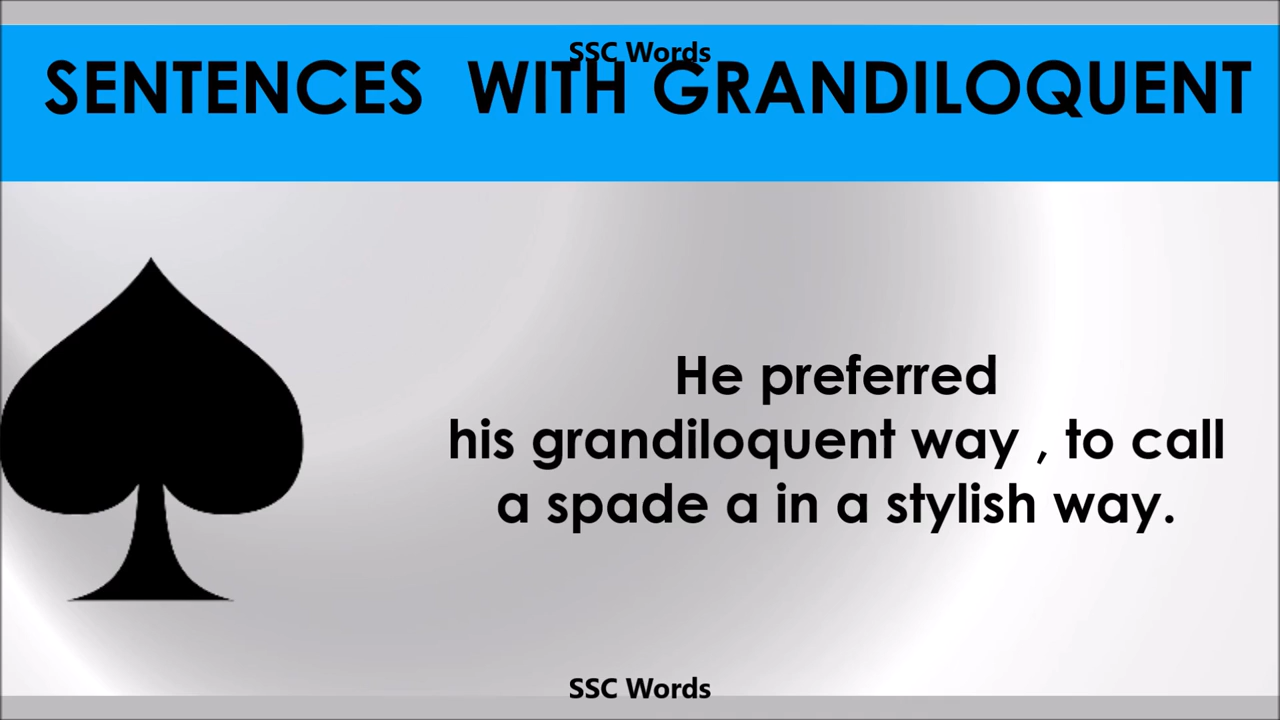 SSC Words
SENTENCES WITH GRANDILOQUENT
He preferred
his grandiloquent way , to call
a spade a in a stylish way.
SSC Words